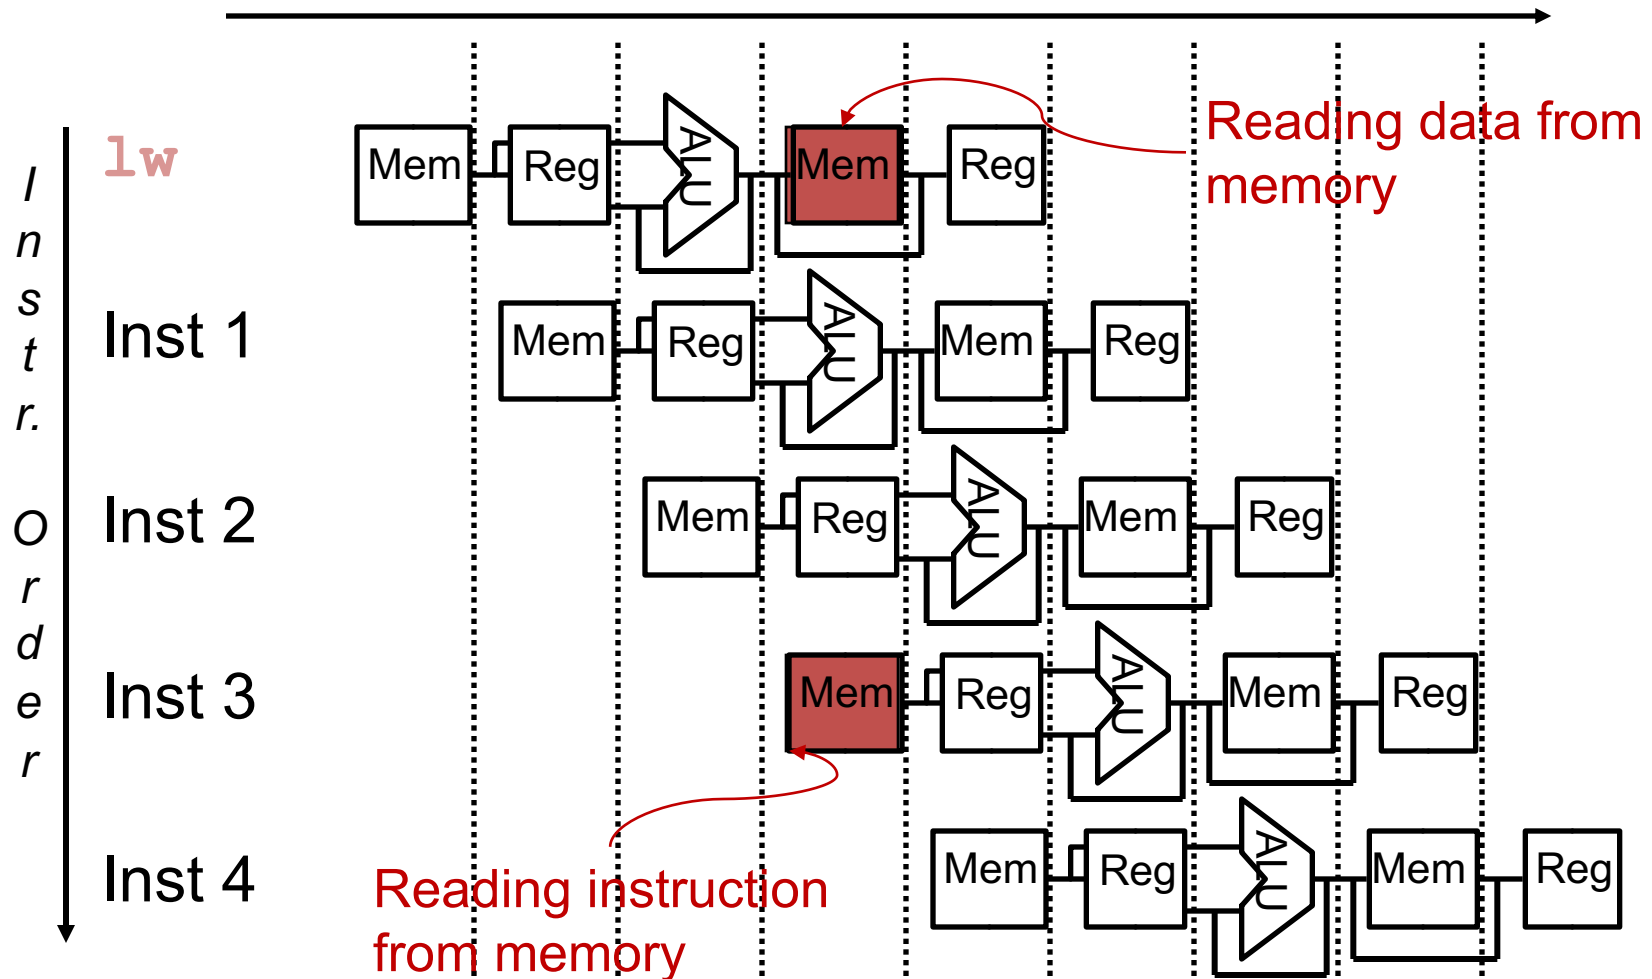 Instr. Order
lw
Mem
Reg
ALU
Mem
Reg
Reading data from
memory
Inst 1
Mem
Reg
ALU
Mem
Reg
Inst 2
Mem
Reg
ALU
Mem
Reg
Inst 3
Mem
Reg
ALU
Mem
Reg
Inst 4
Mem
Reg
ALU
Mem
Reg
Reading instruction
from memory